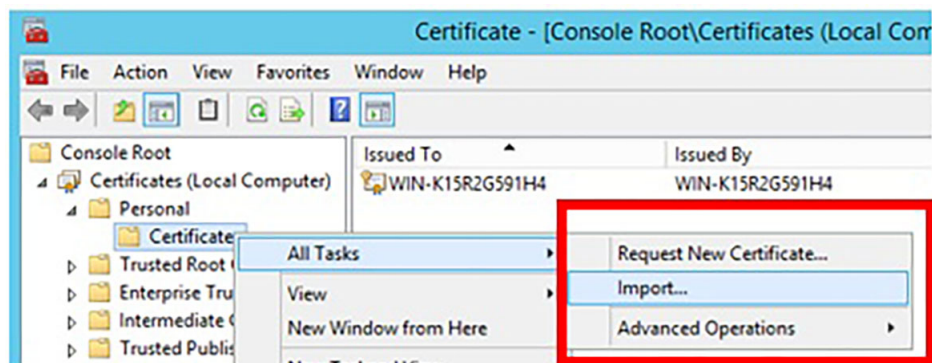 Certificate - [Console Root\Certificates (Local Com
File Action View Favorites Window Help
Console Root
Certificates (Local Computer)
Personal
Certificate
Trusted Root
Enterprise Tru
Intermediate
Trusted Publis
Issued To Issued By
WIN-K15R2G591H4 WIN-K15R2G591H4
All Tasks
View
New Window from Here
Request New Certificate...
Import...
Advanced Operations